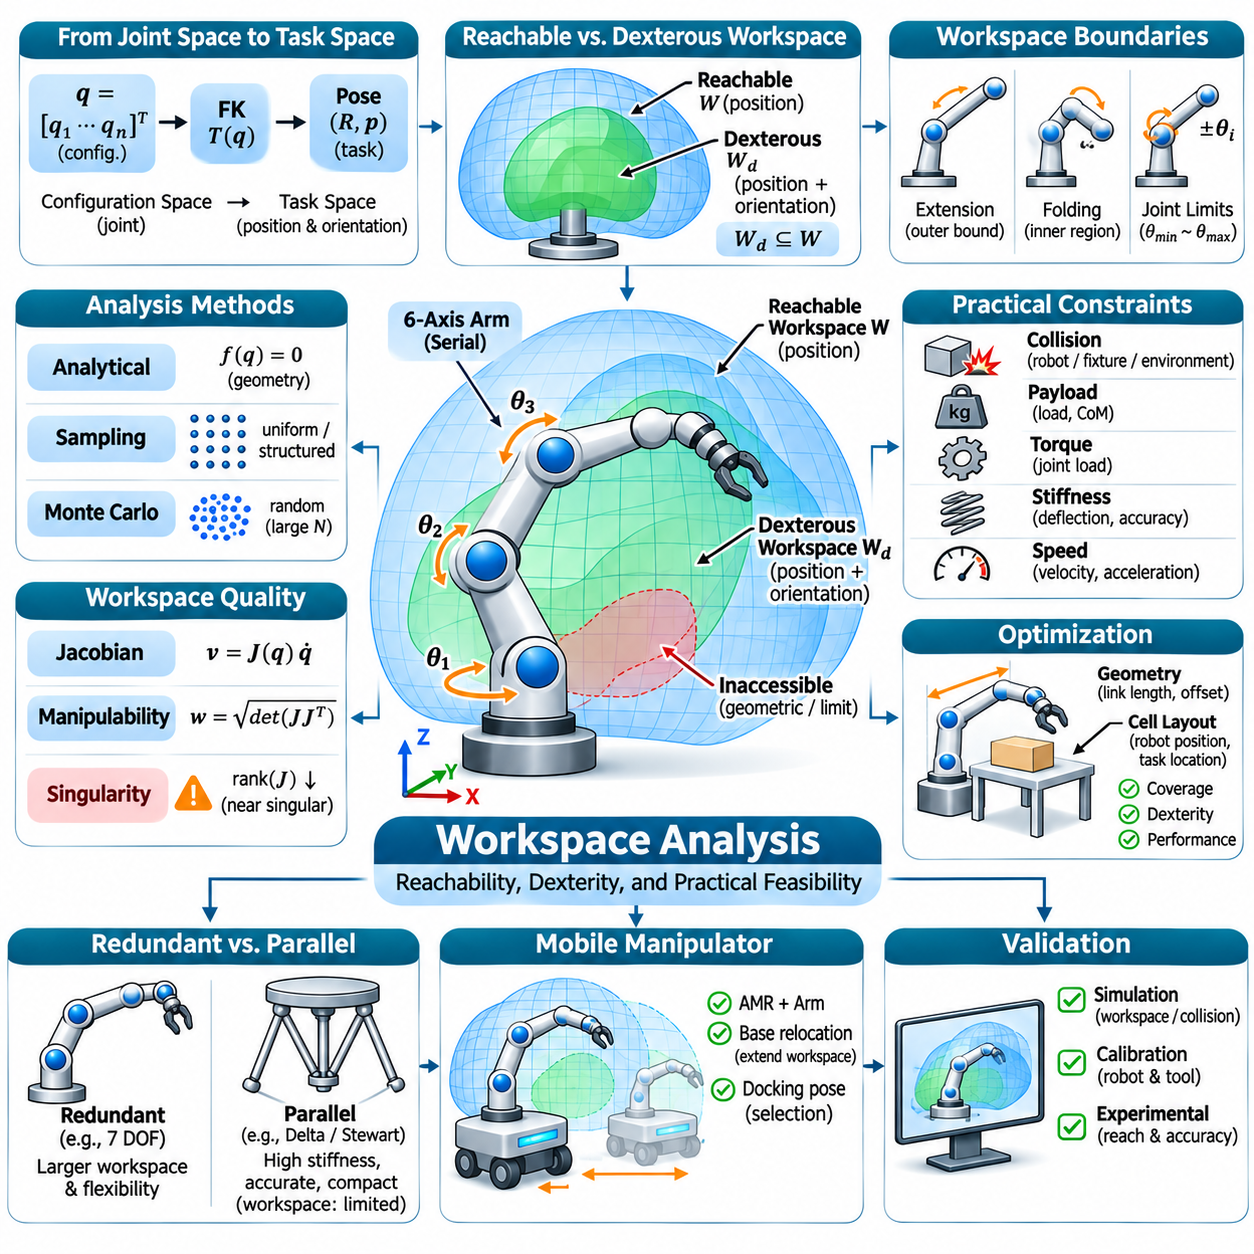 From Joint Space to Task Space
q =
[q₁ ⋯ qₙ]ᵀ
(config.)
FK
T(q)
Pose
(R, p)
(task)
Configuration Space → Task Space
(joint) (position & orientation)
Reachable vs. Dexterous Workspace
Reachable
W (position)
Dexterous
W_d
(position +
orientation)
W_d ⊆ W
Workspace Boundaries
±θᵢ
Extension
(outer bound)
Folding
(inner region)
Joint Limits
(θ_min ~ θ_max)
Analysis Methods
Analytical
f(q) = 0
(geometry)
Sampling
uniform /
structured
Monte Carlo
random
(large N)
Workspace Quality
Jacobian
v = J(q) q̇
Manipulability
w = √det(JJᵀ)
Singularity
rank(J) ↓
(near singular)
6-Axis Arm
(Serial)
θ₃
θ₂
θ₁
Reachable
Workspace W
(position)
Dexterous
Workspace W_d
(position +
orientation)
Inaccessible
(geometric / limit)
Z
Y
X
Practical Constraints
Collision
(robot / fixture / environment)
kg
Payload
(load, CoM)
Torque
(joint load)
Stiffness
(deflection, accuracy)
Speed
(velocity, acceleration)
Optimization
Geometry
(link length, offset)
Cell Layout
(robot position,
task location)
Coverage
Dexterity
Performance
Workspace Analysis
Reachability, Dexterity, and Practical Feasibility
Redundant vs. Parallel
Redundant
(e.g., 7 DOF)
Larger workspace
& flexibility
Parallel
(e.g., Delta / Stewart)
High stiffness,
accurate, compact
(workspace: limited)
Mobile Manipulator
AMR + Arm
Base relocation
(extend workspace)
Docking pose
(selection)
Validation
Simulation
(workspace / collision)
Calibration
(robot & tool)
Experimental
(reach & accuracy)